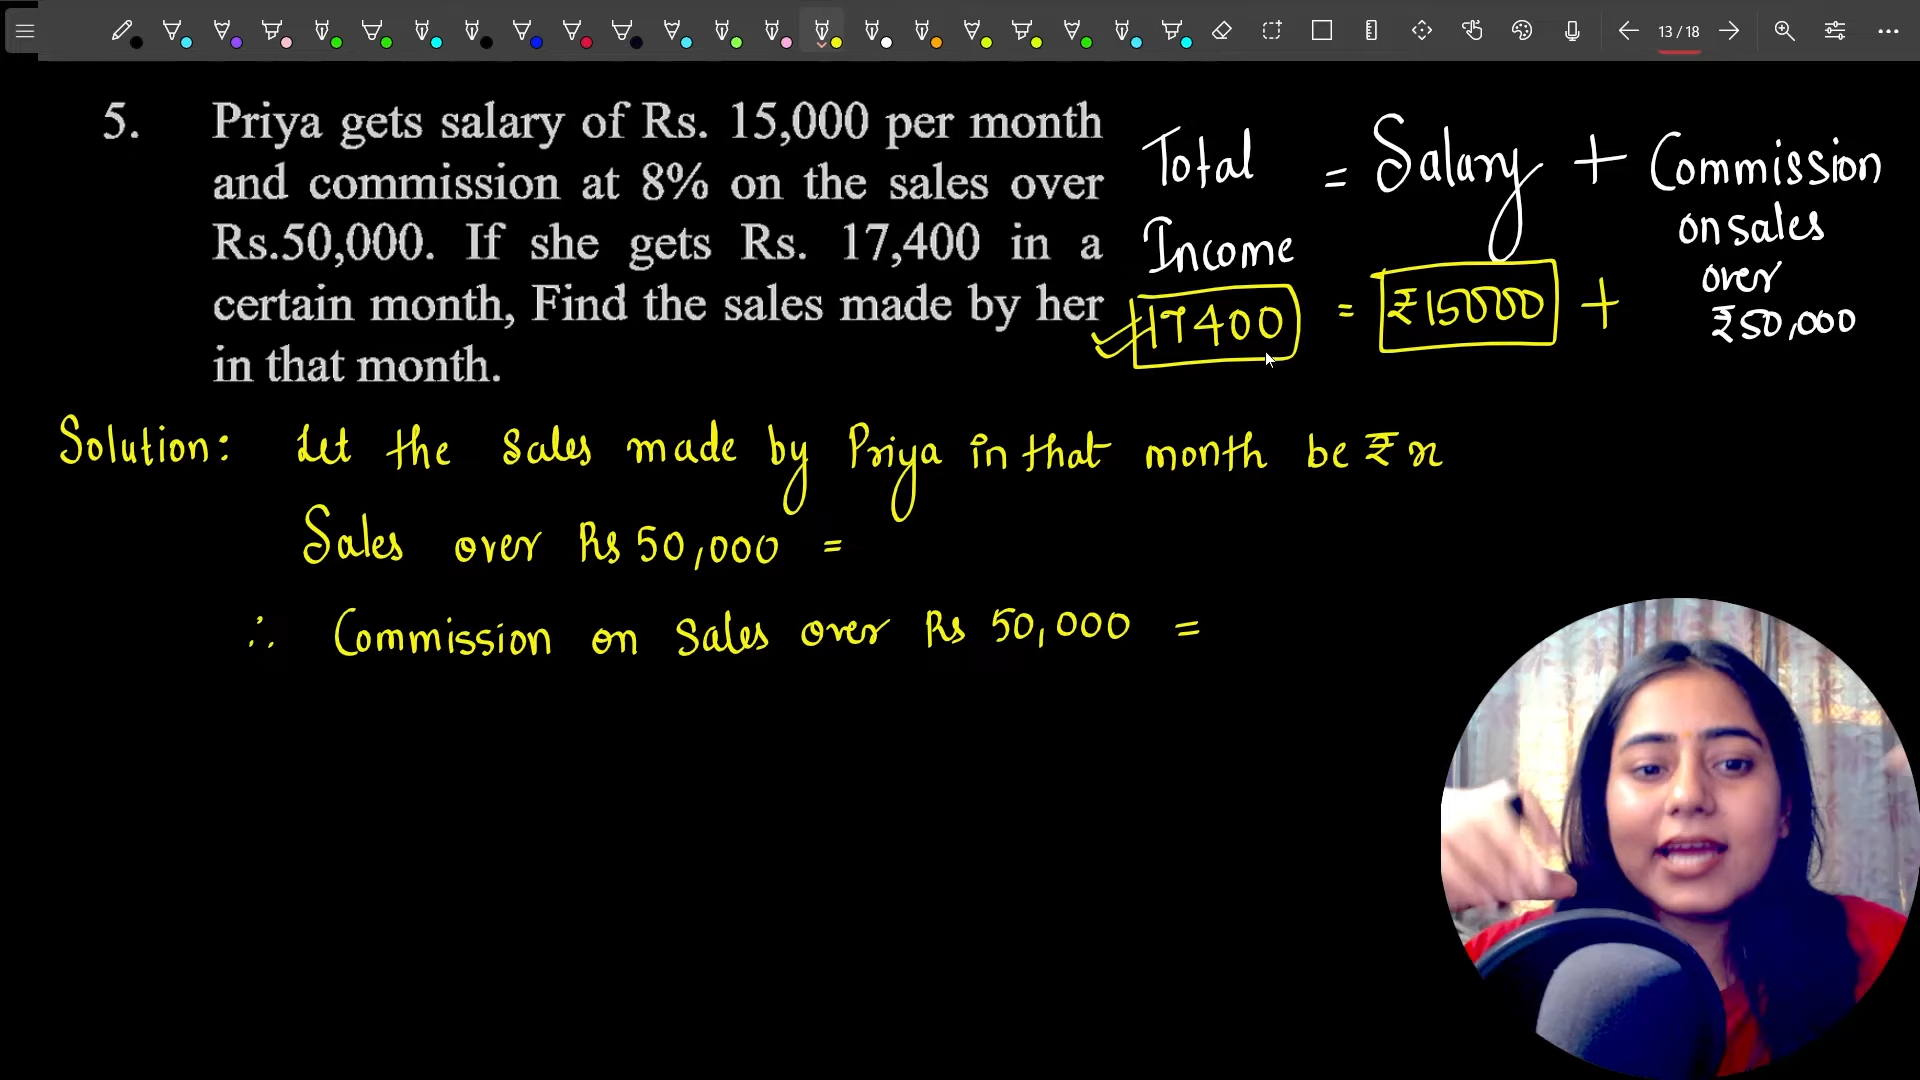 13 / 18
5. Priya gets salary of Rs. 15,000 per month
and commission at 8% on the sales over
Rs.50,000. If she gets Rs. 17,400 in a
certain month, Find the sales made by her
in that month.
Total Income = Salary + Commission
on sales
over
₹50,000
17400 = ₹15000 +
Solution: Let the sales made by Priya in that month be ₹ x
Sales over Rs 50,000 =
∴ Commission on Sales over Rs 50,000 =